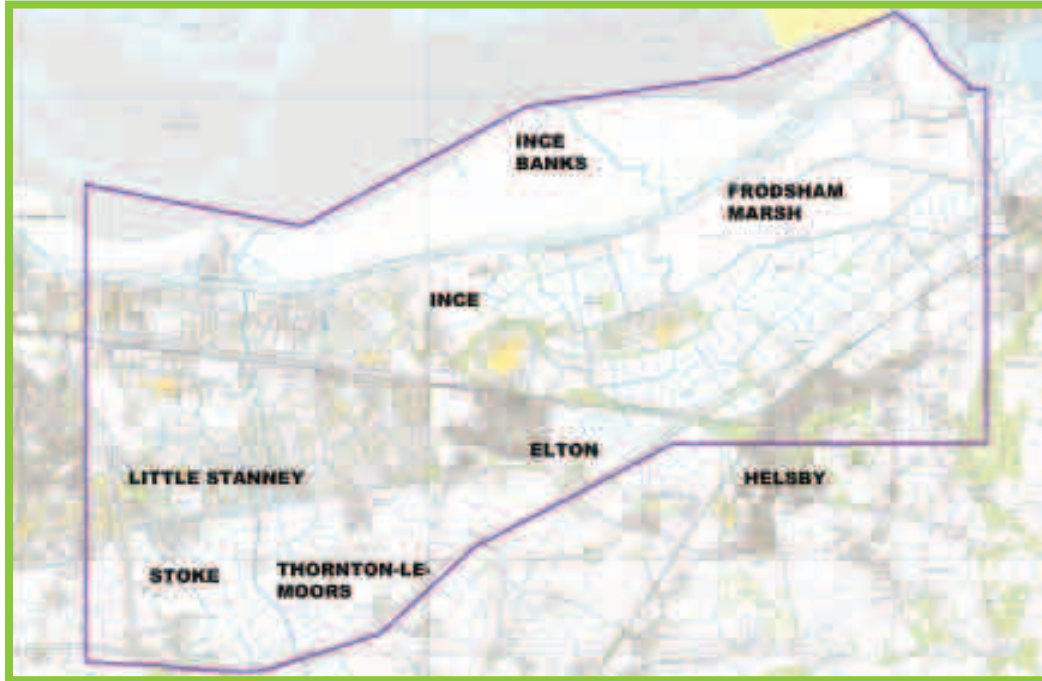 INCE
BANKS
FRODSHAM
MARSH
INCE
ELTON
LITTLE STANNEY
HELSBY
STOKE
THORNTON-LE-
MOORS